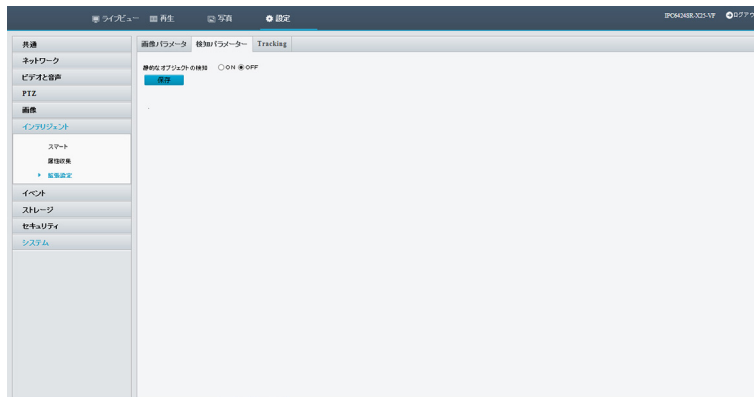 ライブビュー 再生 写真 設定 IPC6424SR-X25-VF ログアウ
共通
ネットワーク
ビデオと音声
PTZ
画像
インテリジェント
スマート
属性収集
拡張設定
イベント
ストレージ
セキュリティ
システム
画像パラメータ 検知パラメーター Tracking
静的なオブジェクトの検知 ON OFF
保存